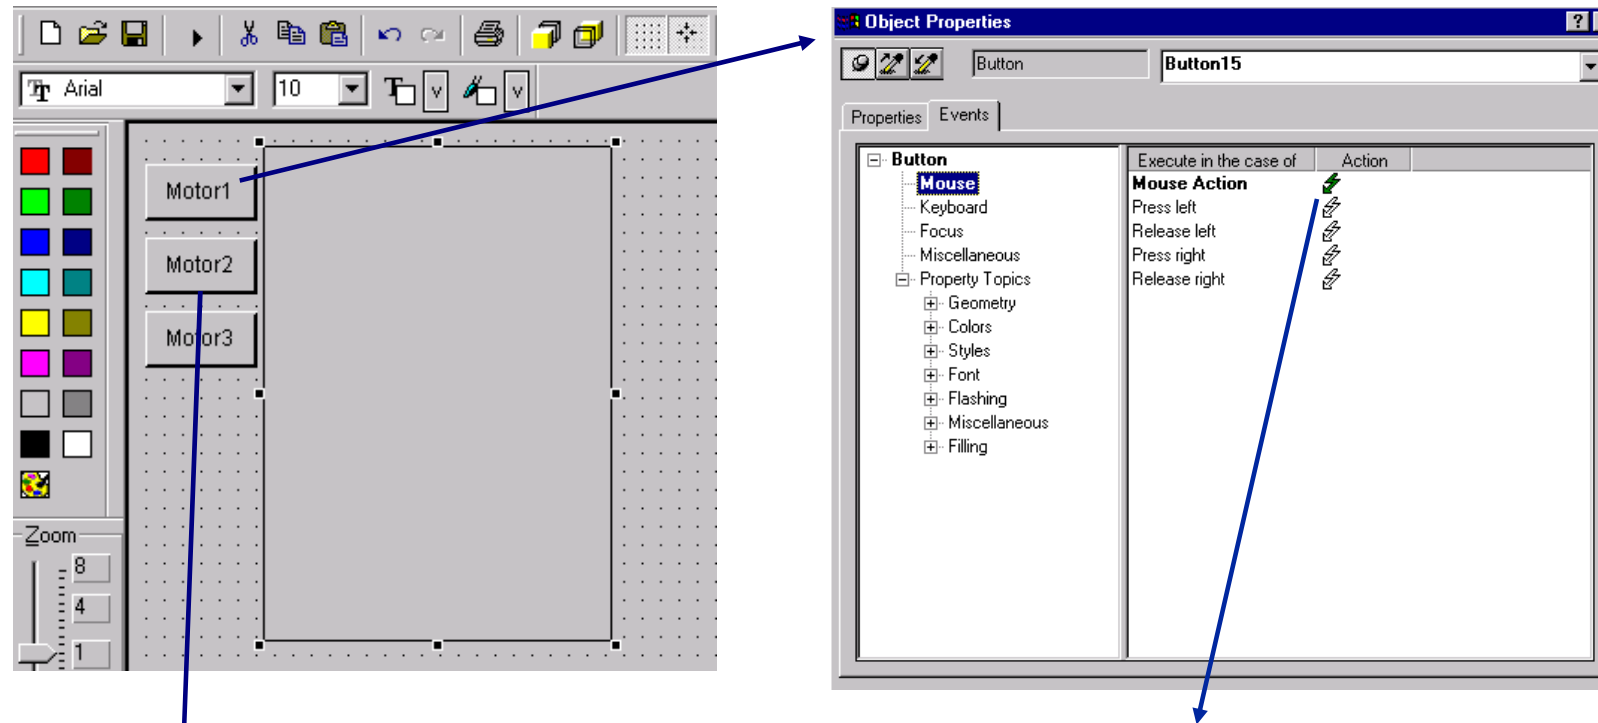 Arial
10
v
v
Motor1
Motor2
Motor3
Zoom
8
4
1
Object Properties
?
Button
Button15
Properties
Events
Button
Mouse
Keyboard
Focus
Miscellaneous
Property Topics
Geometry
Colors
Styles
Font
Flashing
Miscellaneous
Filling
Execute in the case of
Action
Mouse Action
Press left
Release left
Press right
Release right